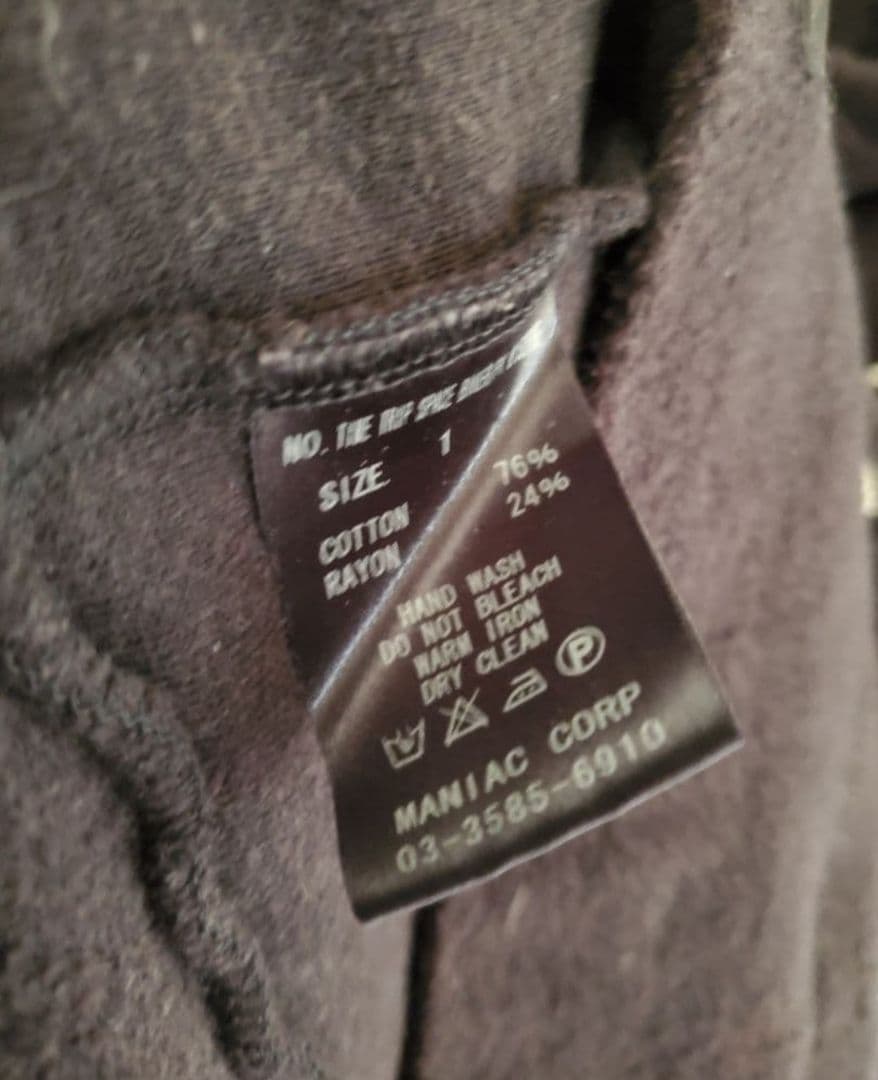 NO. THE
SIZE 1
COTTON 76%
RAYON 24%
HAND WASH
DO NOT BLEACH
WARM IRON
DRY CLEAN
P
MANIAC CORP
03-3585-6910